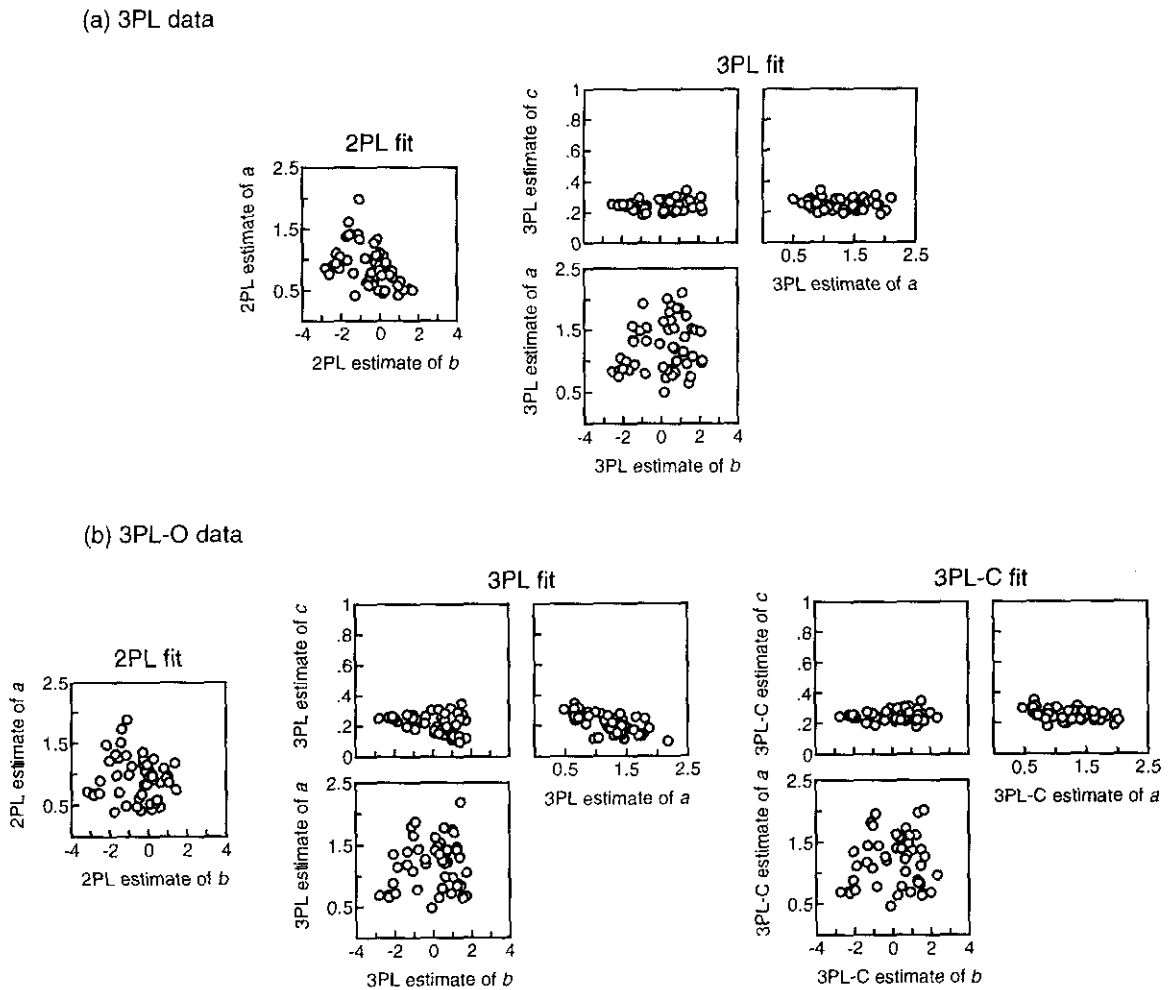 (a) 3PL data
3PL fit
3PL estimate of c
1
.8
.6
.4
.2
0
0.5
1.5
2.5
3PL estimate of a
2PL fit
2PL estimate of a
2.5
1.5
0.5
-4
-2
0
2
4
2PL estimate of b
3PL estimate of a
2.5
1.5
0.5
-4
-2
0
2
4
3PL estimate of b
(b) 3PL-O data
3PL fit
3PL estimate of c
1
.8
.6
.4
.2
0
0.5
1.5
2.5
3PL estimate of a
3PL-C fit
3PL-C estimate of c
1
.8
.6
.4
.2
0
0.5
1.5
2.5
3PL-C estimate of a
2PL fit
2PL estimate of a
2.5
1.5
0.5
-4
-2
0
2
4
2PL estimate of b
3PL estimate of a
2.5
1.5
0.5
-4
-2
0
2
4
3PL estimate of b
3PL-C estimate of a
2.5
1.5
0.5
-4
-2
0
2
4
3PL-C estimate of b